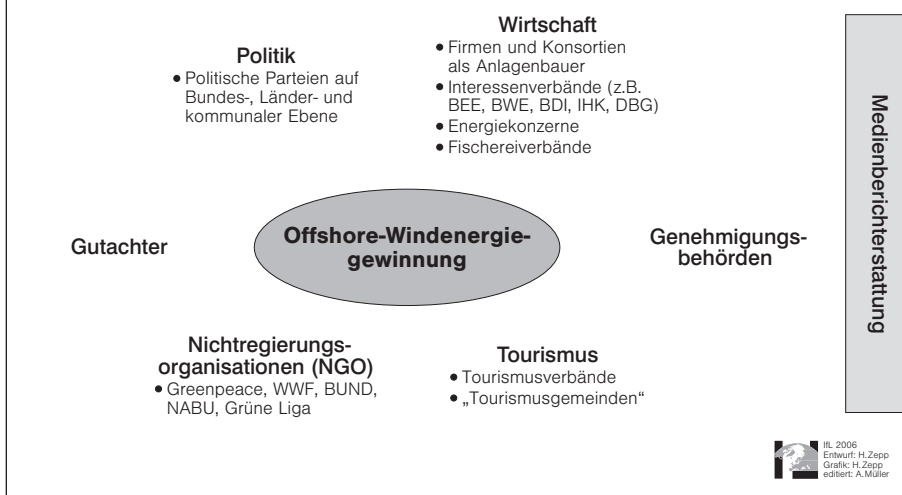 Politik
• Politische Parteien auf
Bundes-, Länder- und
kommunaler Ebene
Wirtschaft
• Firmen und Konsortien
als Anlagenbauer
• Interessenverbände (z.B.
BEE, BWE, BDI, IHK, DBG)
• Energiekonzerne
• Fischereiverbände
Gutachter
Offshore-Windenergie-
gewinnung
Genehmigungs-
behörden
Nichtregierungs-
organisationen (NGO)
• Greenpeace, WWF, BUND,
NABU, Grüne Liga
Tourismus
• Tourismusverbände
• „Tourismusgemeinden“
Medienberichterstattung
IfL 2006
Entwurf: H.Zepp
Grafik: H.Zepp
editiert: A.Müller